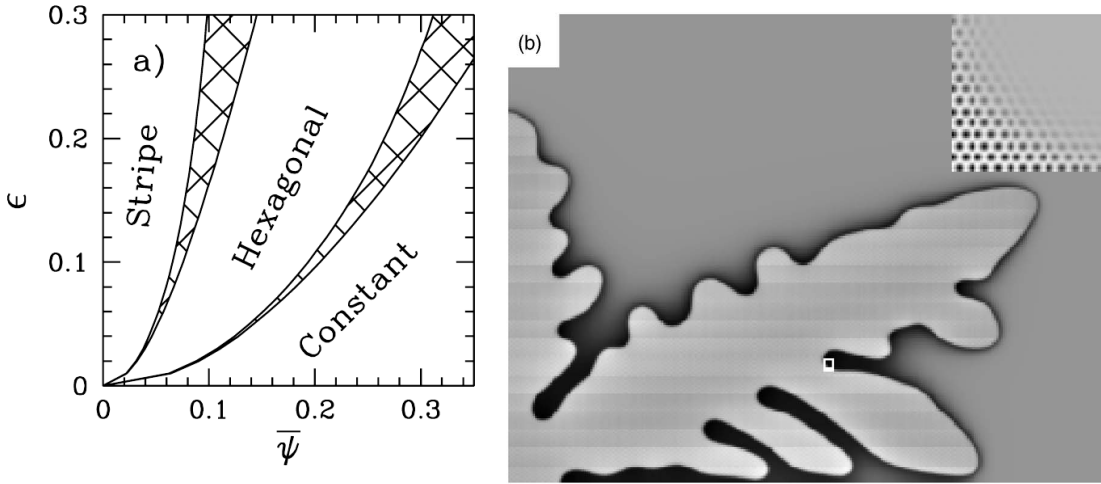 0.3
0.2
0.1
0
ϵ
a)
Stripe
Hexagonal
Constant
0
0.1
0.2
0.3
ψ̅
(b)